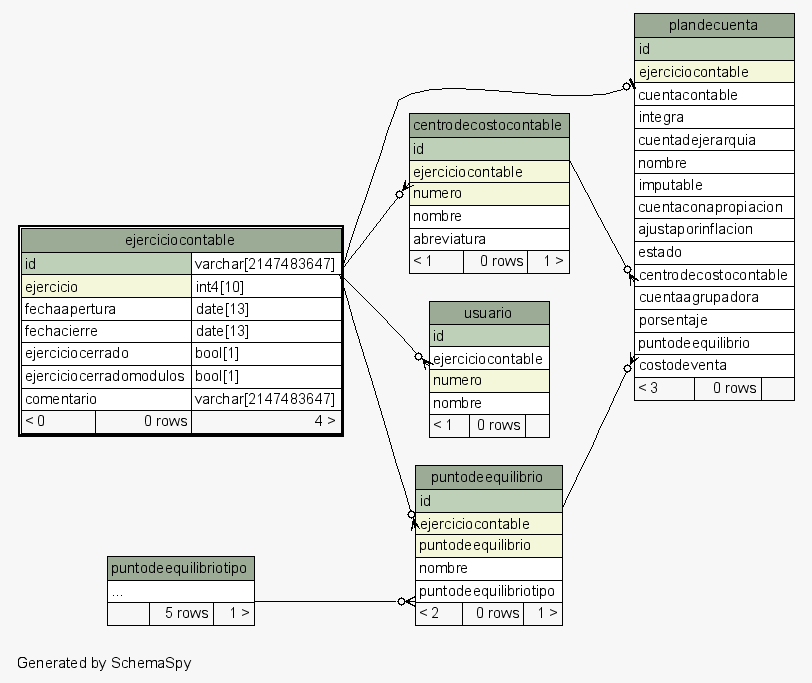 plandecuenta
id
ejerciciocontable
cuentacontable
integra
cuentadejerarquia
nombre
imputable
cuentaconapropiacion
ajustaporinflacion
estado
centrodecostocontable
cuentaagrupadora
porsentaje
puntodeequilibrio
costodeventa
< 3 0 rows
centrodecostocontable
id
ejerciciocontable
numero
nombre
abreviatura
< 1 0 rows 1 >
ejerciciocontable
id varchar[2147483647]
ejercicio int4[10]
fechaapertura date[13]
fechacierre date[13]
ejerciciocerrado bool[1]
ejerciciocerradomodulos bool[1]
comentario varchar[2147483647]
< 0 0 rows 4 >
usuario
id
ejerciciocontable
numero
nombre
< 1 0 rows
puntodeequilibrio
id
ejerciciocontable
puntodeequilibrio
nombre
puntodeequilibriotipo
< 2 0 rows 1 >
puntodeequilibriotipo
...
5 rows 1 >
Generated by SchemaSpy